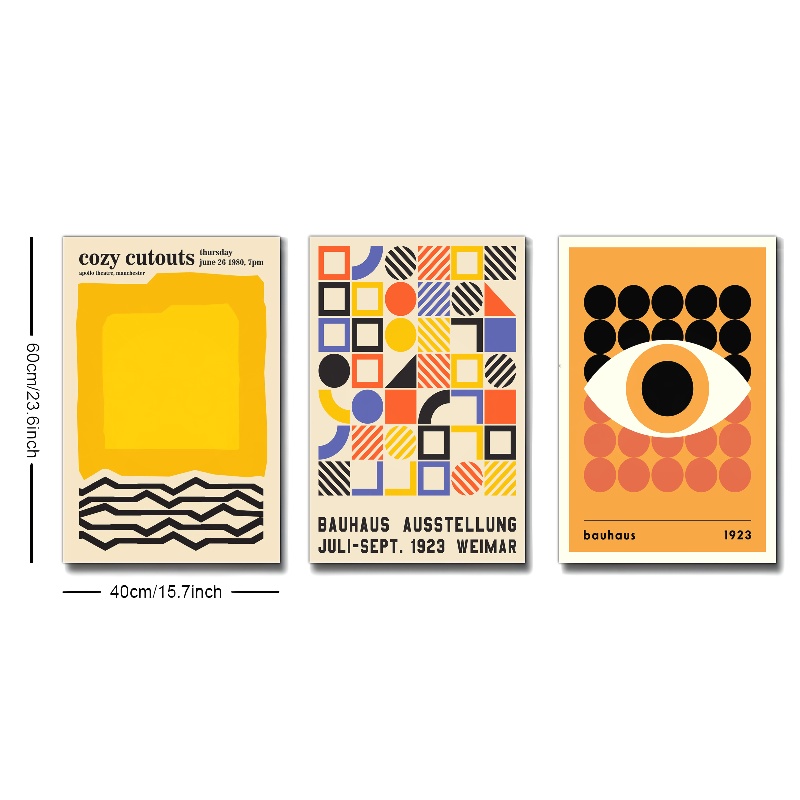 60cm/23.6inch
cozy cutouts
thursday
june 26 1980, 7pm
apollo theatre, manchester
BAUHAUS AUSSTELLUNG
JULI-SEPT. 1923 WEIMAR
bauhaus 1923
40cm/15.7inch